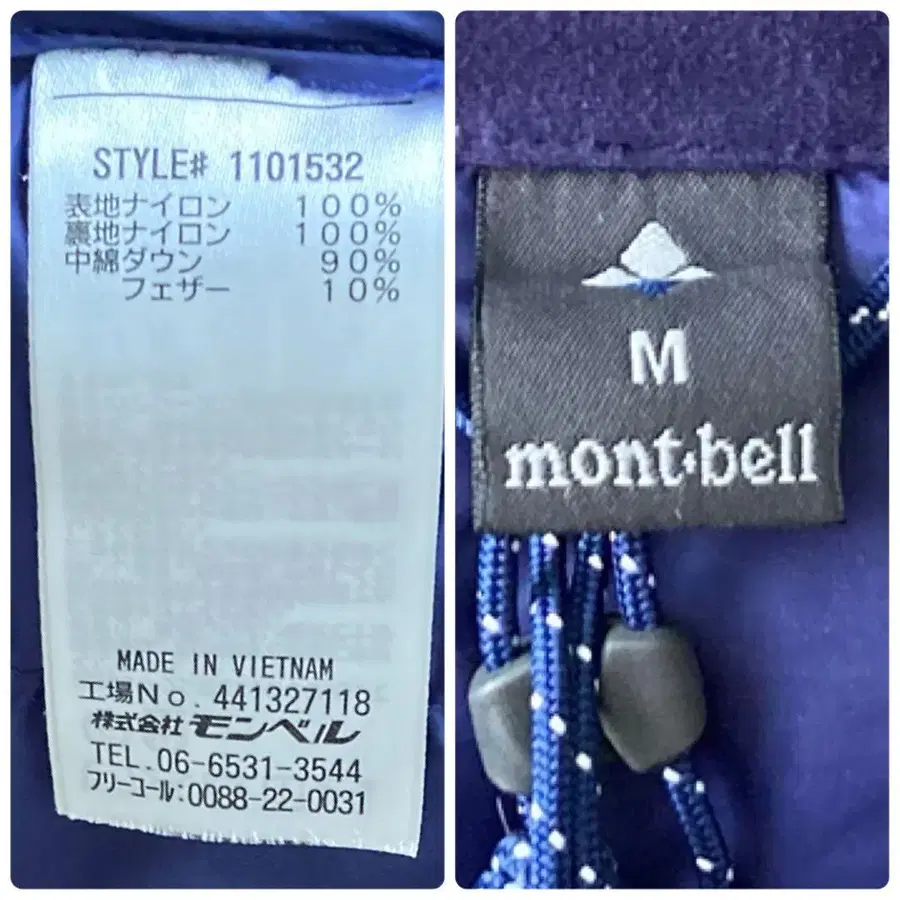 STYLE# 1101532
表地ナイロン 100%
裏地ナイロン 100%
中綿ダウン 90%
フェザー 10%
MADE IN VIETNAM
工場No. 441327118
株式会社モンベル
TEL.06-6531-3544
フリーコール:0088-22-0031
M
mont·bell